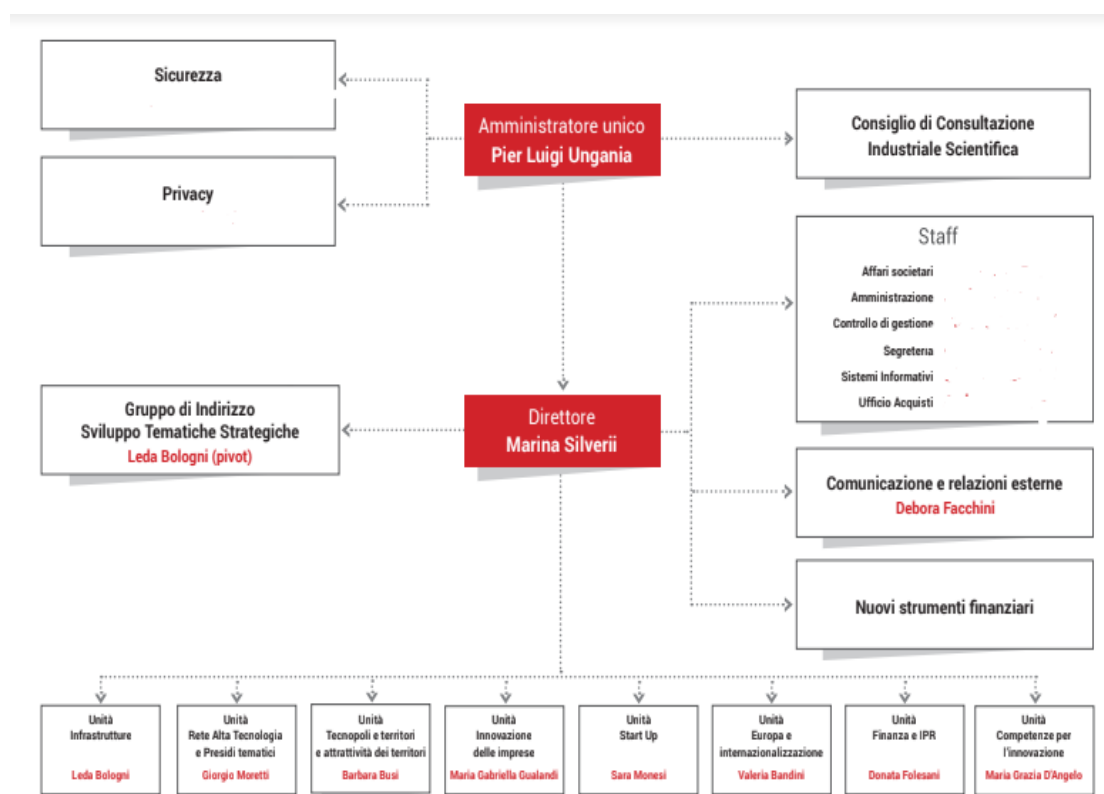 Sicurezza
Amministratore unico
Pier Luigi Ungania
Consiglio di Consultazione
Industriale Scientifica
Privacy
Staff
Affari societari
Amministrazione
Controllo di gestione
Segreteria
Sistemi Informativi
Ufficio Acquisti
Gruppo di Indirizzo
Sviluppo Tematiche Strategiche
Leda Bologni (pivot)
Direttore
Marina Silverii
Comunicazione e relazioni esterne
Debora Facchini
Nuovi strumenti finanziari
Unità
Infrastrutture
Leda Bologni
Unità
Rete Alta Tecnologia
e Presidi tematici
Giorgio Moretti
Unità
Tecnopoli e territori
e attrattività dei territori
Barbara Busi
Unità
Innovazione
delle imprese
Maria Gabriella Gualandi
Unità
Start Up
Sara Monesi
Unità
Europa e
internazionalizzazione
Valeria Bandini
Unità
Finanza e IPR
Donata Folesani
Unità
Competenze per
l'innovazione
Maria Grazia D'Angelo